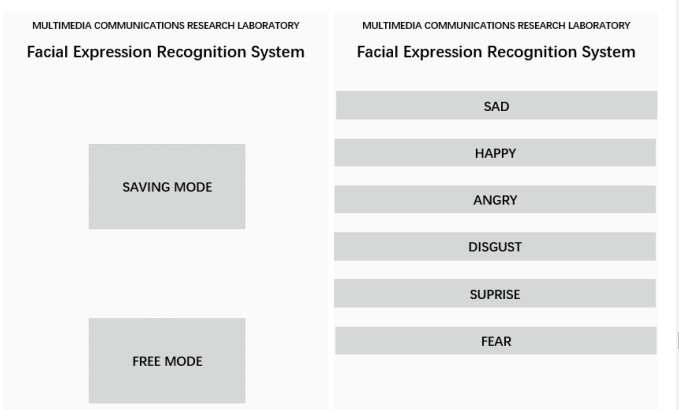 MULTIMEDIA COMMUNICATIONS RESEARCH LABORATORY
Facial Expression Recognition System
SAVING MODE
FREE MODE
MULTIMEDIA COMMUNICATIONS RESEARCH LABORATORY
Facial Expression Recognition System
SAD
HAPPY
ANGRY
DISGUST
SUPRISE
FEAR